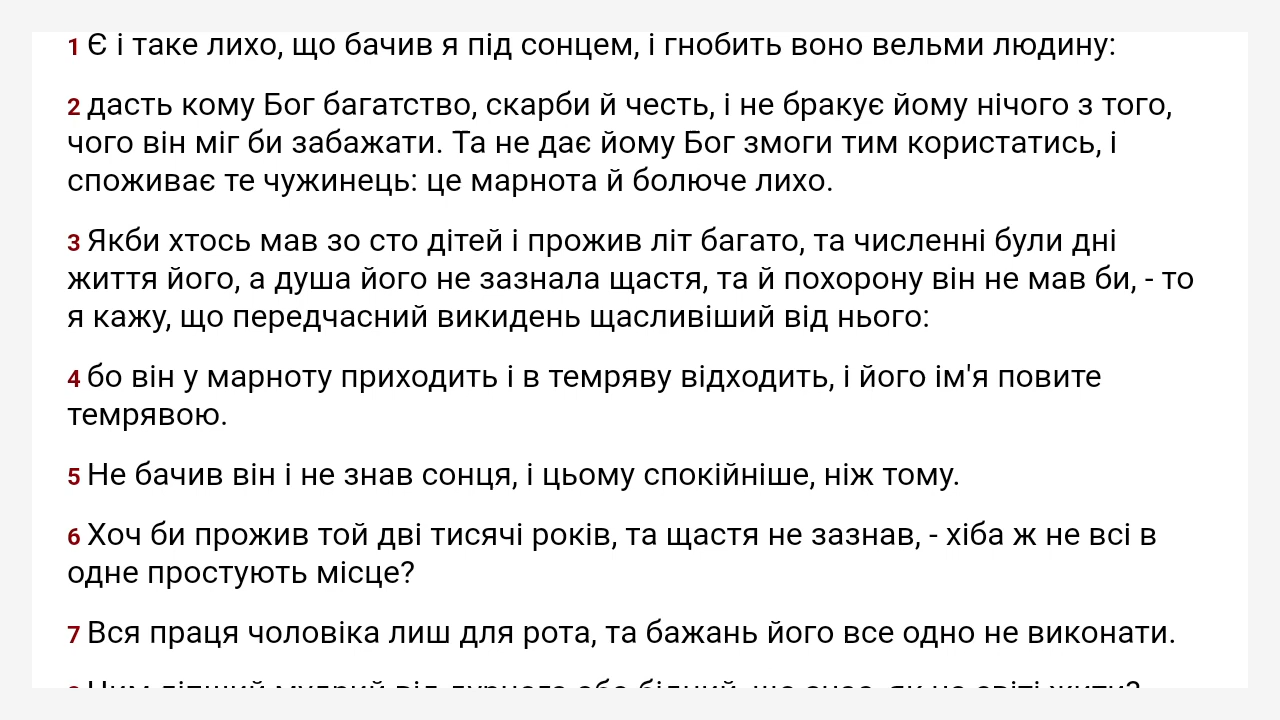 1 Є і таке лихо, що бачив я під сонцем, і гнобить воно вельми людину:
2 дасть кому Бог багатство, скарби й честь, і не бракує йому нічого з того,
чого він міг би забажати. Та не дає йому Бог змоги тим користатись, і
споживає те чужинець: це марнота й болюче лихо.
3 Якби хтось мав зо сто дітей і прожив літ багато, та численні були дні
життя його, а душа його не зазнала щастя, та й похорону він не мав би, - то
я кажу, що передчасний викидень щасливіший від нього:
4 бо він у марноту приходить і в темряву відходить, і його ім'я повите
темрявою.
5 Не бачив він і не знав сонця, і цьому спокійніше, ніж тому.
6 Хоч би прожив той дві тисячі років, та щастя не зазнав, - хіба ж не всі в
одне простують місце?
7 Вся праця чоловіка лиш для рота, та бажань його все одно не виконати.